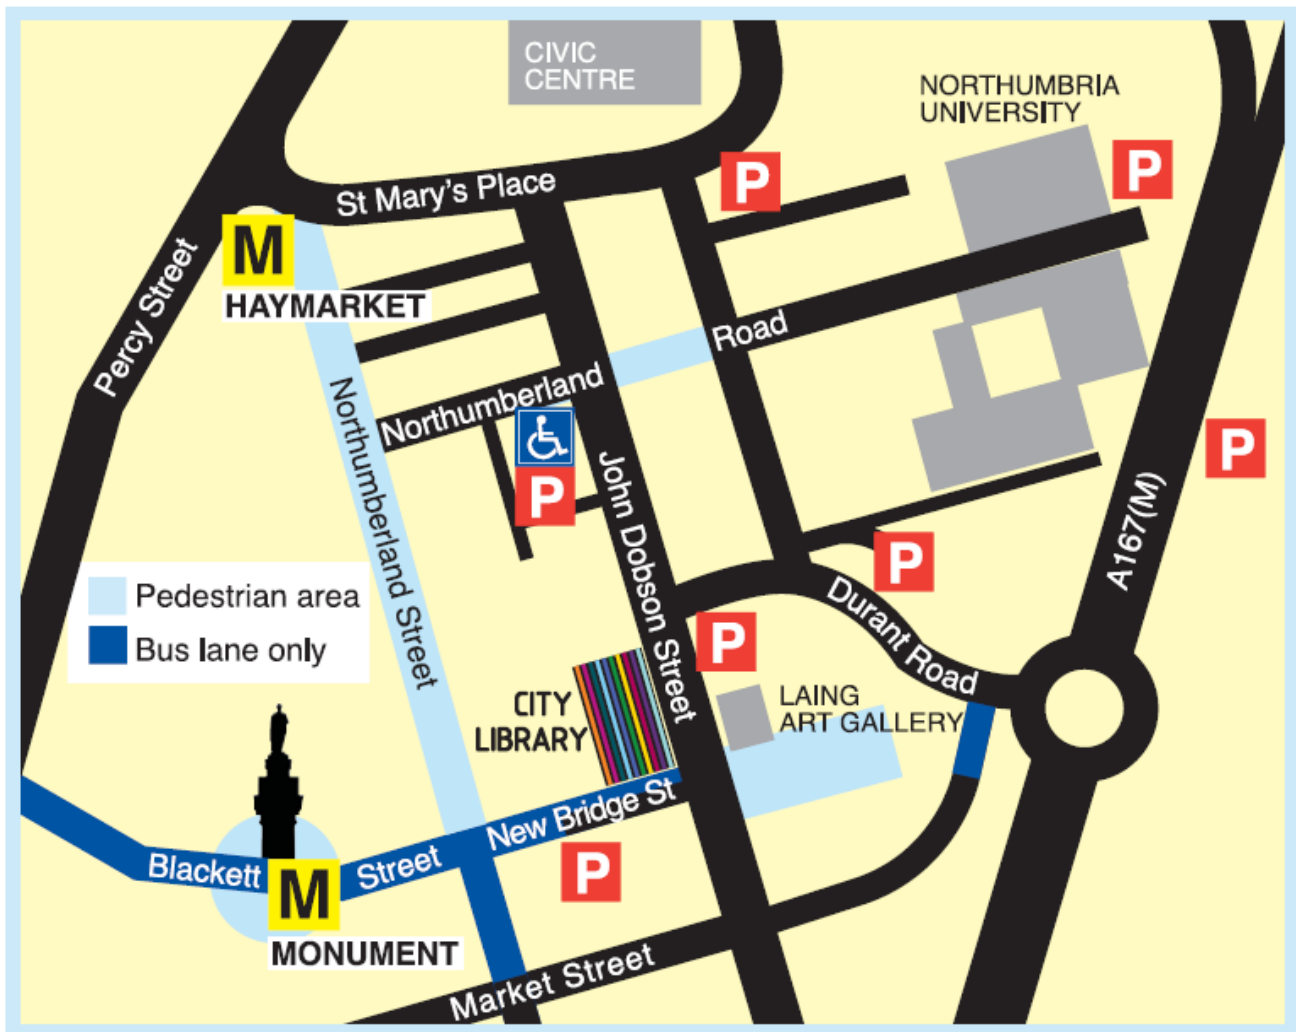 CIVIC
CENTRE
NORTHUMBRIA
UNIVERSITY
P
P
St Mary's Place
M
HAYMARKET
Percy Street
Road
Northumberland
Northumberland Street
P
P
John Dobson Street
A167(M)
P
Durant Road
P
Pedestrian area
Bus lane only
CITY
LIBRARY
LAING
ART GALLERY
New Bridge St
P
Blackett
Street
M
MONUMENT
Market Street